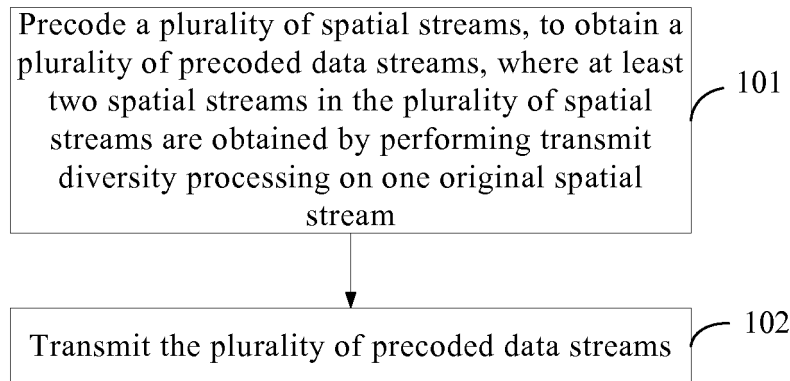 Precode a plurality of spatial streams, to obtain a
plurality of precoded data streams, where at least
two spatial streams in the plurality of spatial
streams are obtained by performing transmit
diversity processing on one original spatial
stream
101
Transmit the plurality of precoded data streams
102